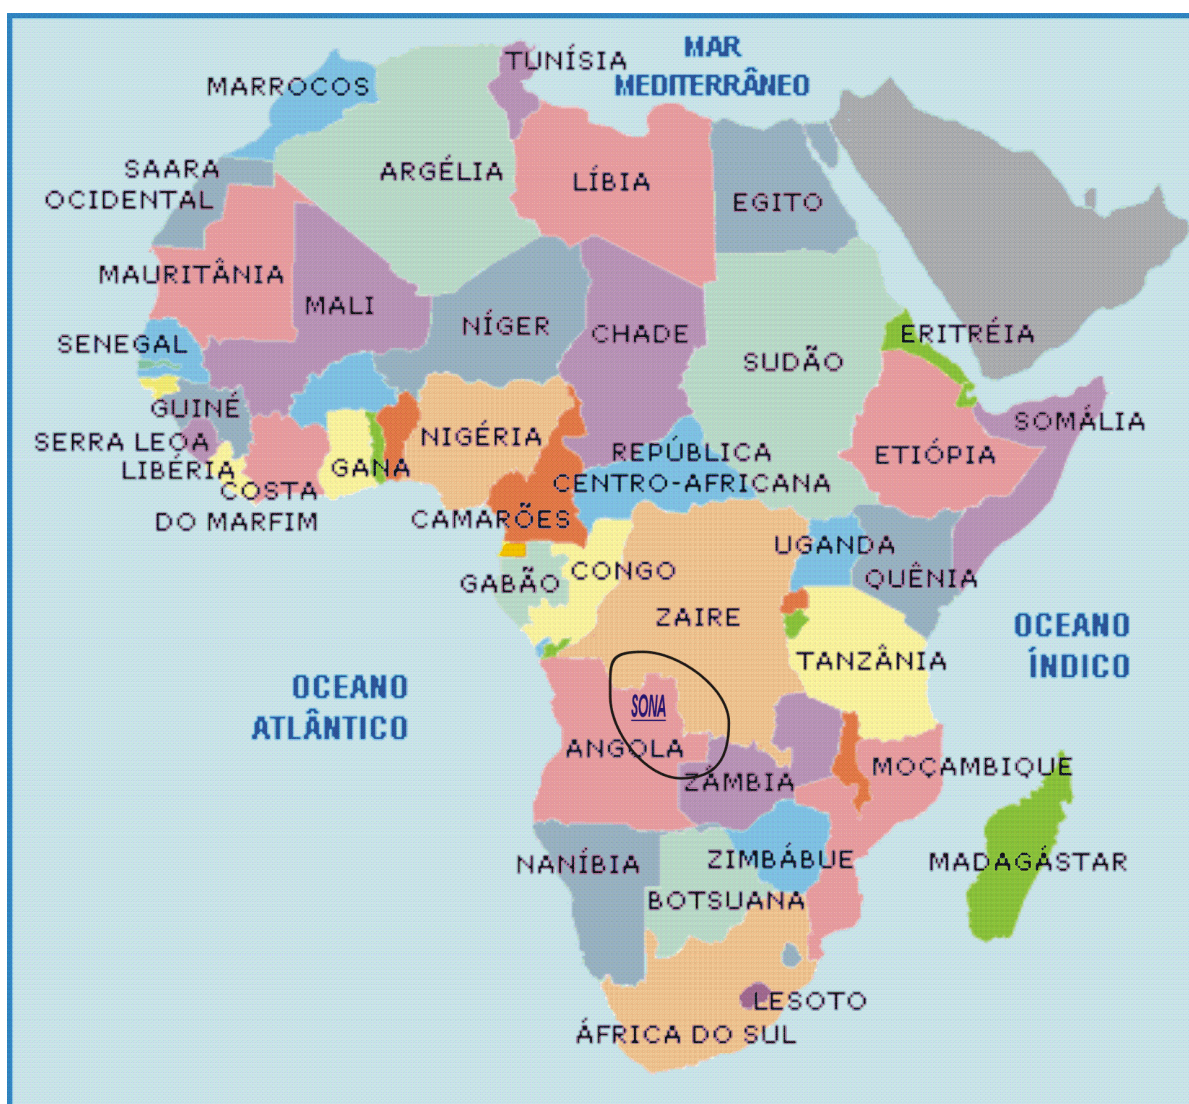 MAR
MEDITERRÂNEO
TUNÍSIA
MARROCOS
SAARA
OCIDENTAL
ARGÉLIA
LÍBIA
EGITO
MAURITÂNIA
MALI
NÍGER
CHADE
SUDÃO
ERITRÉIA
SENEGAL
GUINÉ
SERRA LEOA
LIBÉRIA
COSTA
DO MARFIM
GANA
NIGÉRIA
CAMARÕES
REPÚBLICA
CENTRO-AFRICANA
ETIÓPIA
SOMÁLIA
GABÃO
CONGO
ZAIRE
UGANDA
QUÊNIA
TANZÂNIA
OCEANO
ÍNDICO
OCEANO
ATLÂNTICO
SONA
ANGOLA
ZÂMBIA
MOÇAMBIQUE
NANÍBIA
ZIMBÁBUE
BOTSUANA
MADAGÁSTAR
LESOTO
ÁFRICA DO SUL